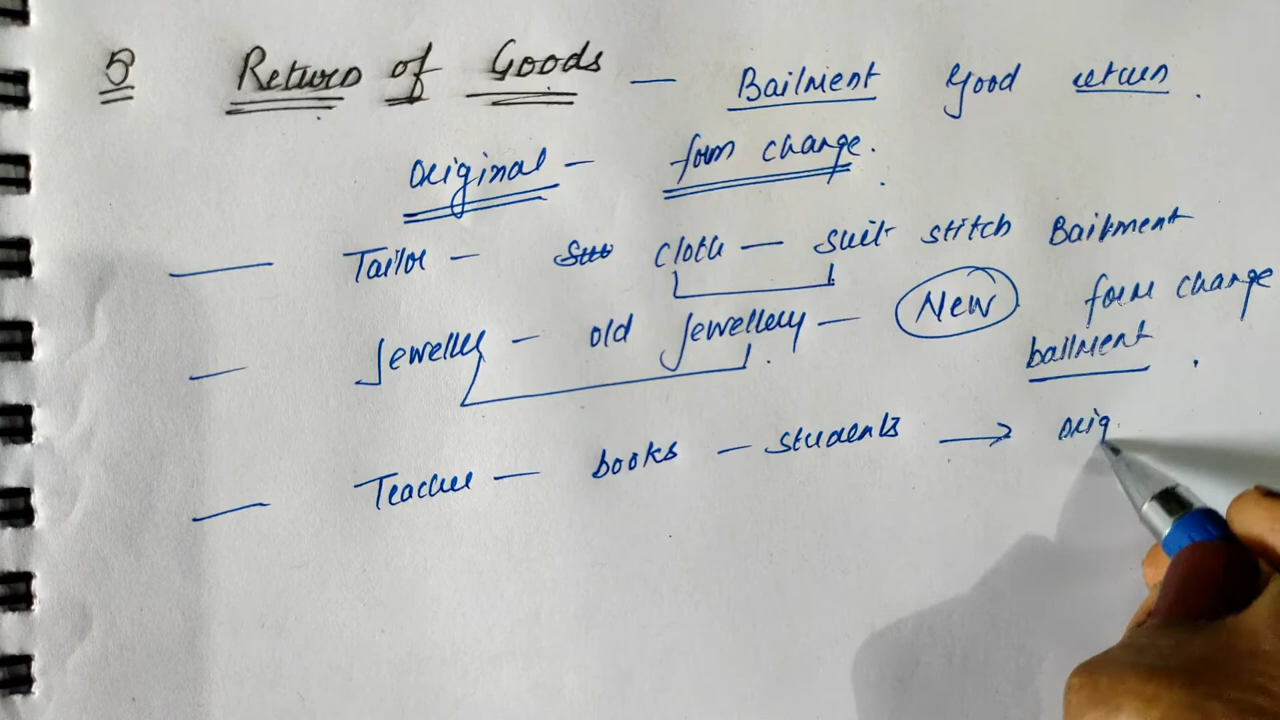 5 Return of Goods — Bailment Good return.
Original — form change.
— Tailor — Suit cloth — suit stitch Bailment
— Jewelley — old Jewellery — New form change
bailment.
— Teacher — books — students → orig